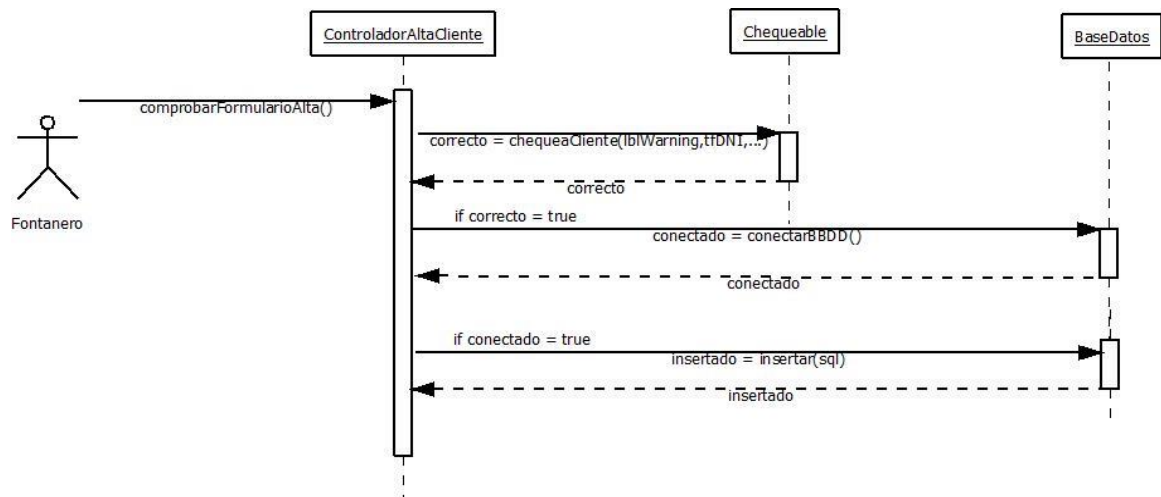 ControladorAltaCliente
Chequeable
BaseDatos
comprobarFormularioAlta()
correcto = chequeaCliente(lblWarning,tfDNI,...)
correcto
Fontanero
if correcto = true
conectado = conectarBBDD()
conectado
if conectado = true
insertado = insertar(sql)
insertado